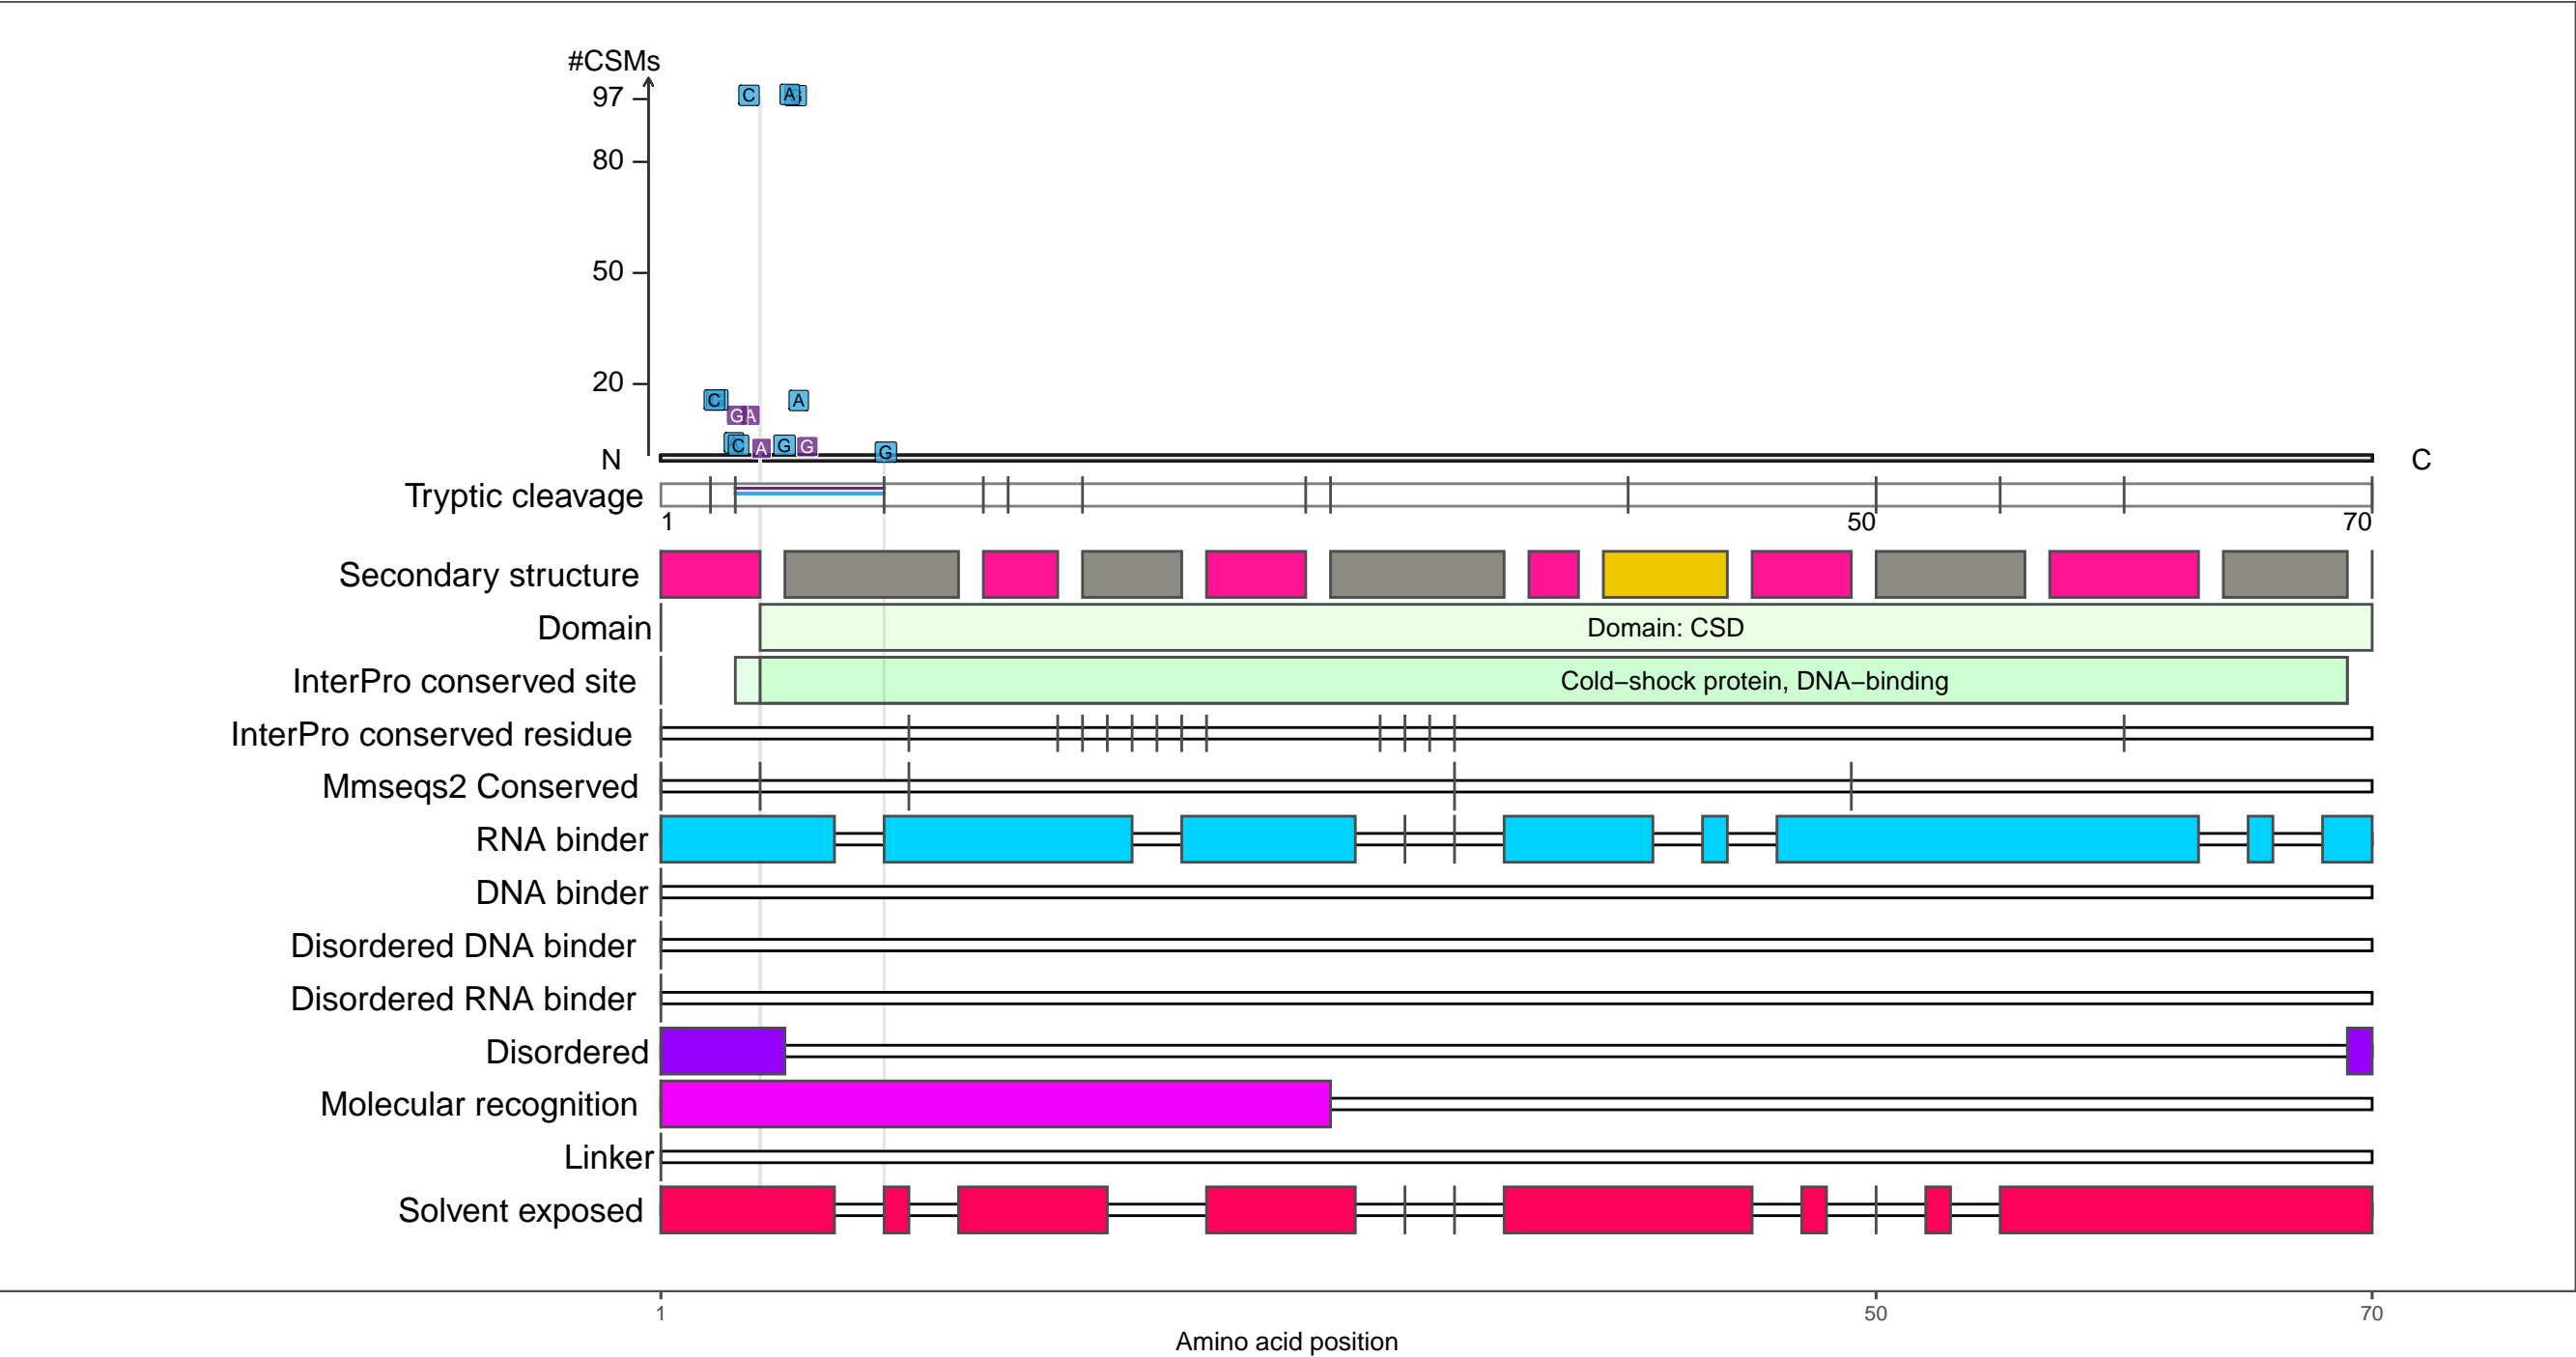 #CSMs
97
C A
80
50
20
C A
G A
C A G G G
N C
Tryptic cleavage
1 50 70
Secondary structure
Domain
Domain: CSD
InterPro conserved site
Cold−shock protein, DNA−binding
InterPro conserved residue
Mmseqs2 Conserved
RNA binder
DNA binder
Disordered DNA binder
Disordered RNA binder
Disordered
Molecular recognition
Linker
Solvent exposed
1 50 70
Amino acid position